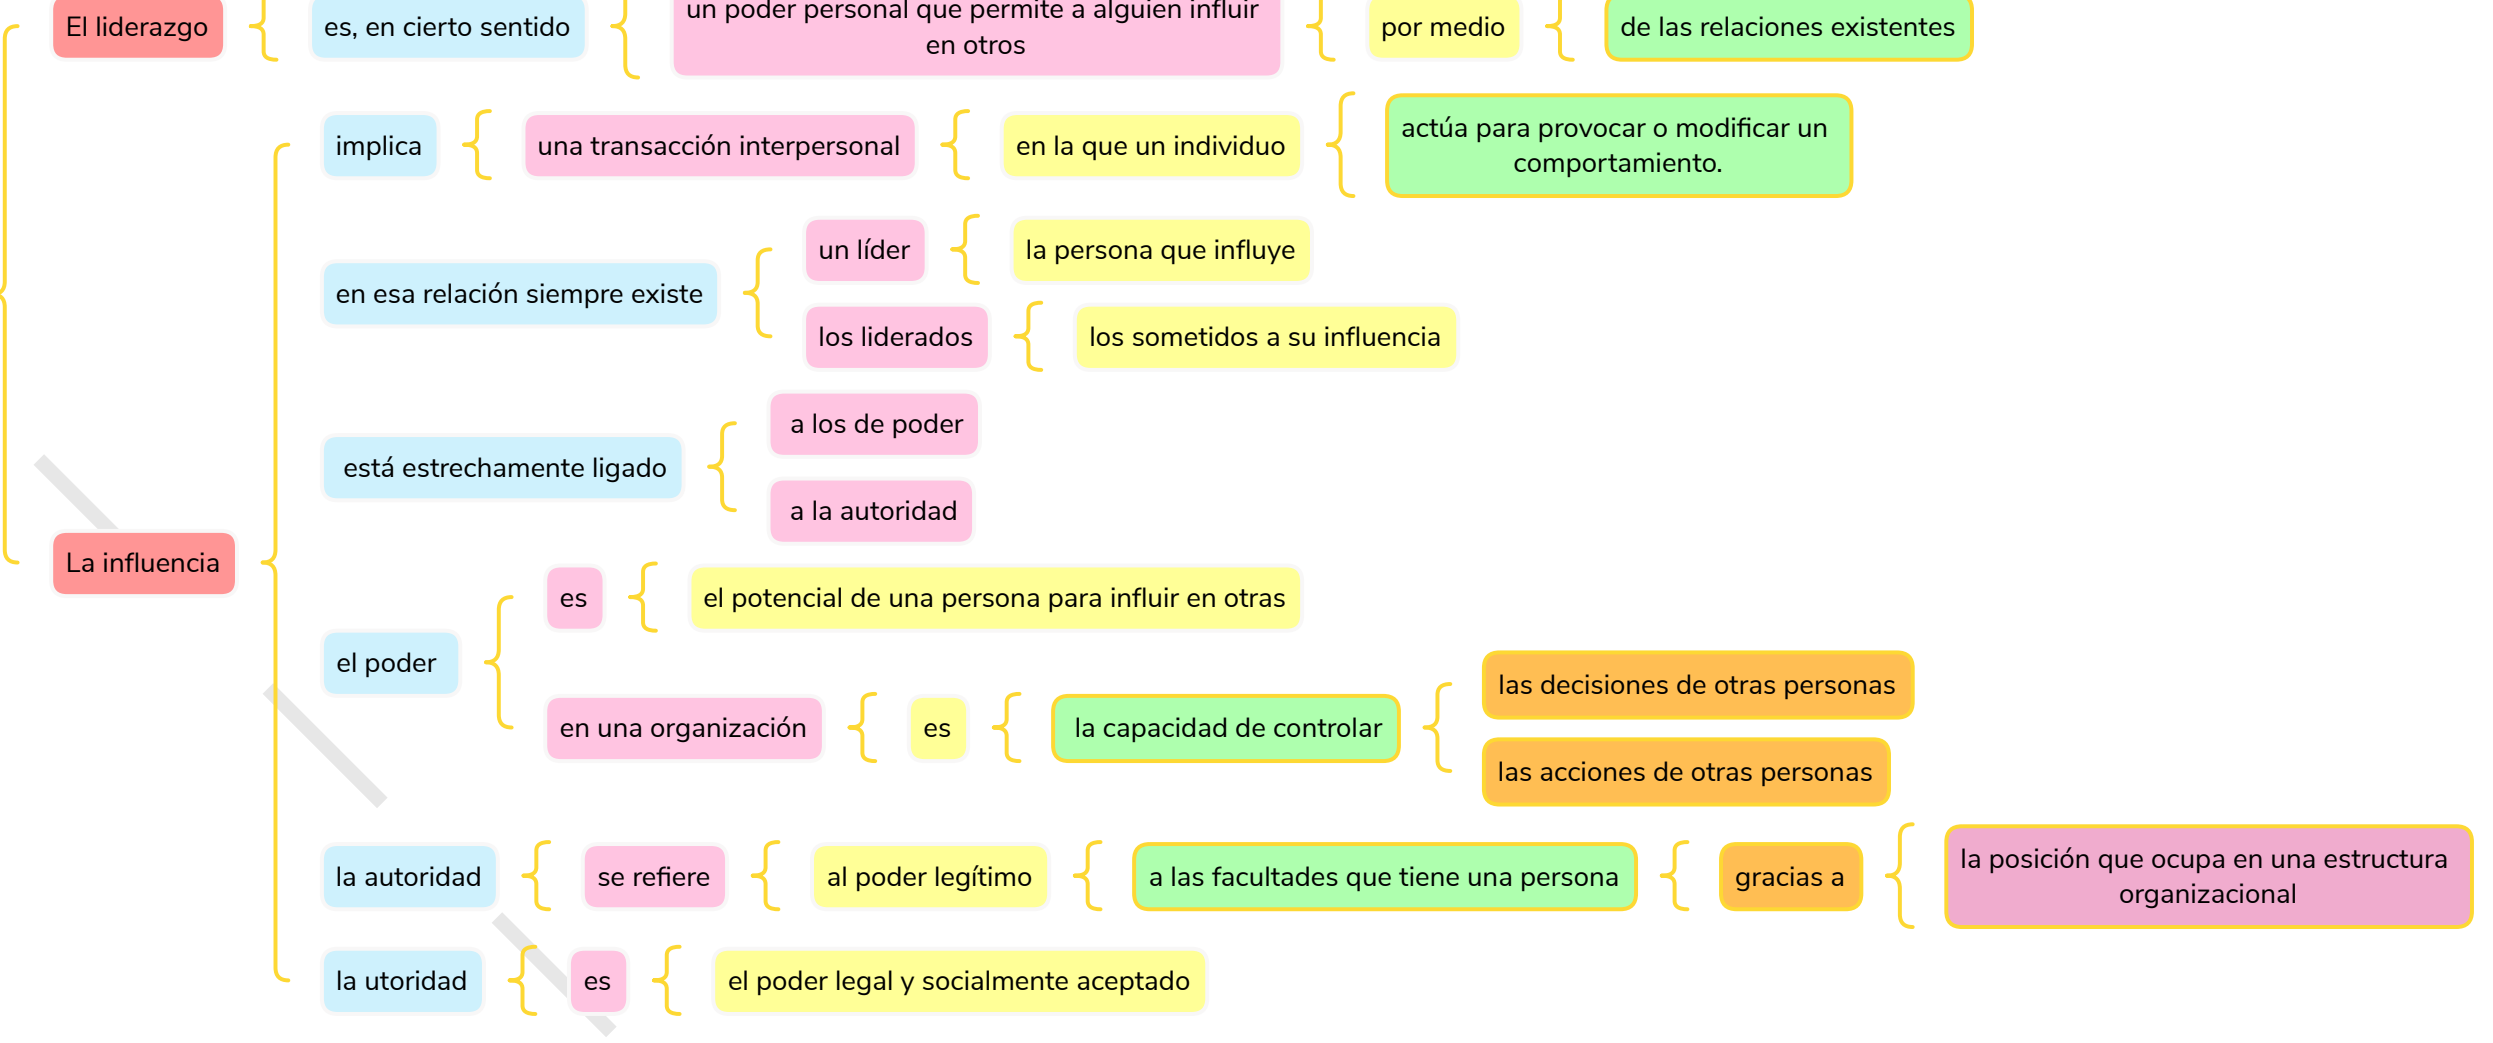 El liderazgo
es, en cierto sentido
un poder personal que permite a alguien influir
en otros
por medio
de las relaciones existentes
implica
una transacción interpersonal
en la que un individuo
actúa para provocar o modificar un
comportamiento.
en esa relación siempre existe
un líder
la persona que influye
los liderados
los sometidos a su influencia
está estrechamente ligado
a los de poder
a la autoridad
La influencia
el poder
es
el potencial de una persona para influir en otras
en una organización
es
la capacidad de controlar
las decisiones de otras personas
las acciones de otras personas
la autoridad
se refiere
al poder legítimo
a las facultades que tiene una persona
gracias a
la posición que ocupa en una estructura
organizacional
la utoridad
es
el poder legal y socialmente aceptado